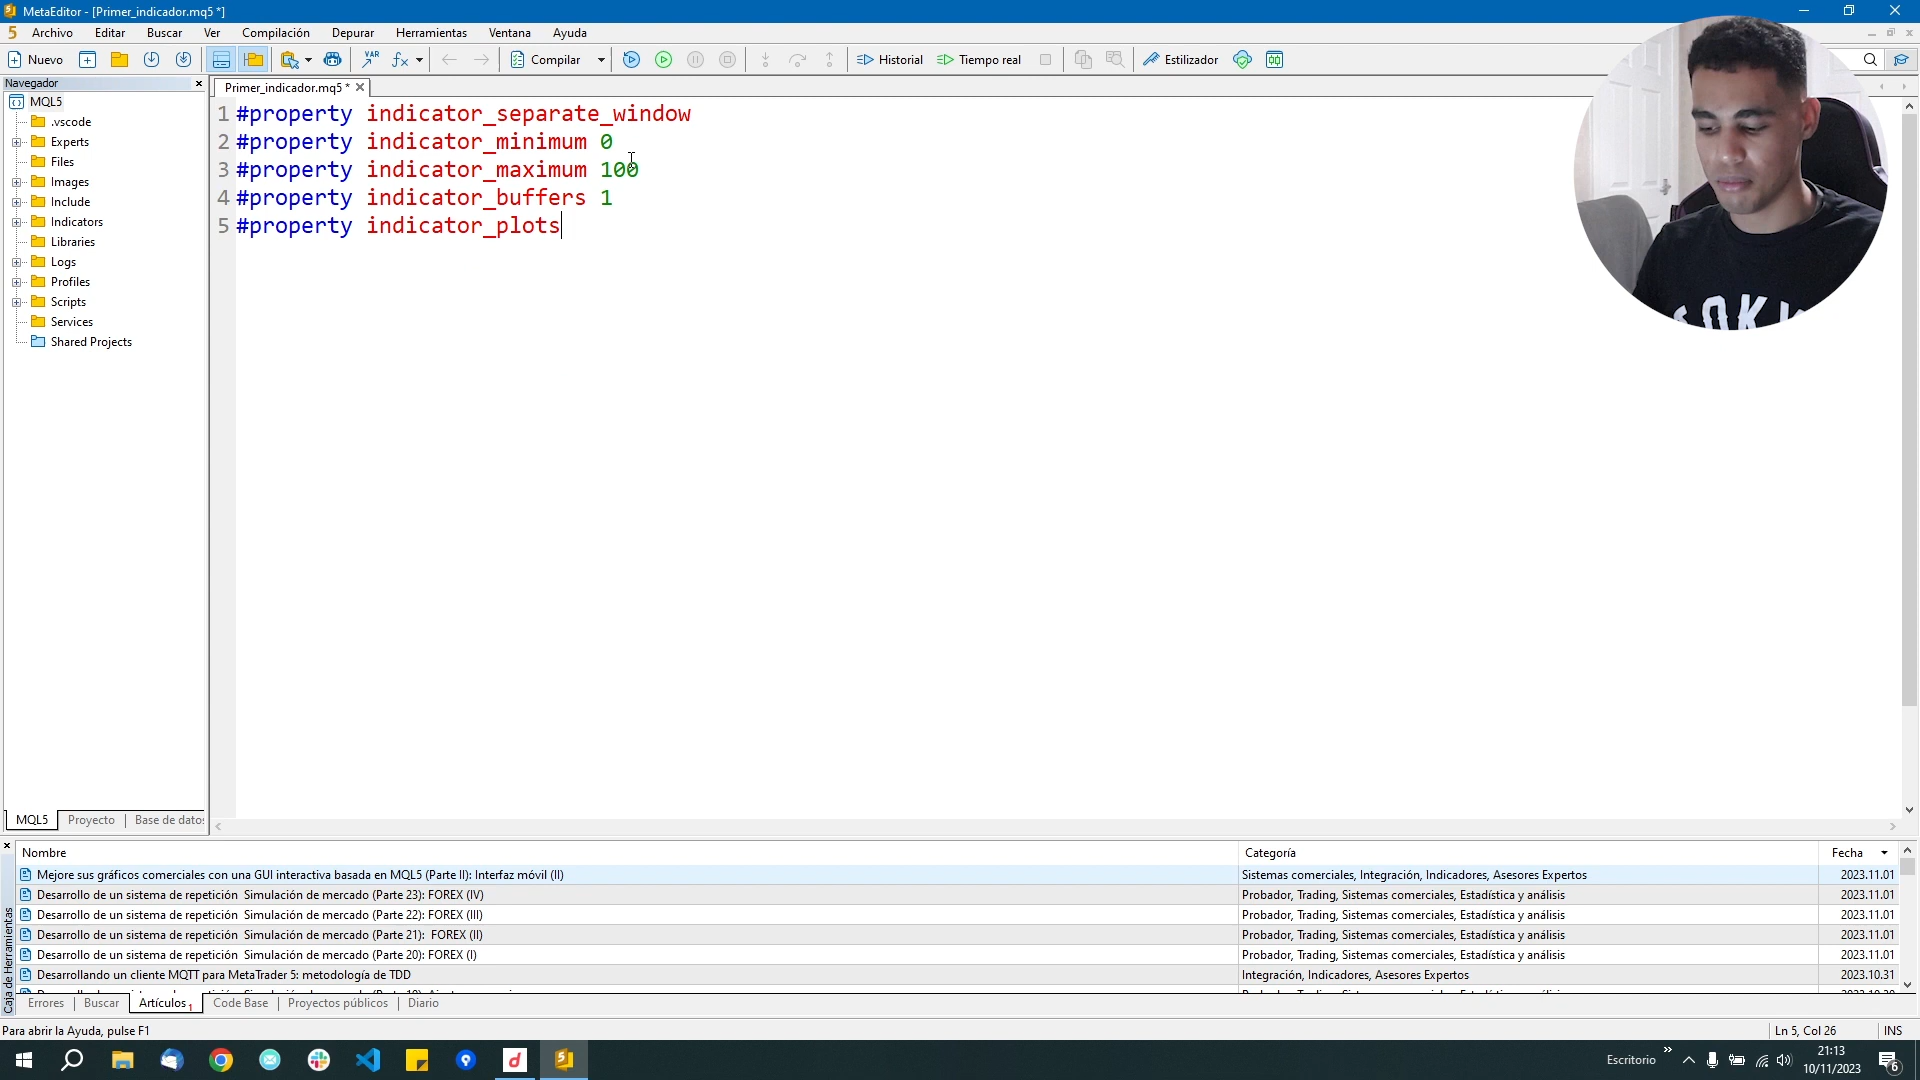 MetaEditor - [Primer_indicador.mq5 *]
5 Archivo Editar Buscar Ver Compilación Depurar Herramientas Ventana Ayuda
Nuevo VAR fx Compilar Historial Tiempo real Estilizador
Navegador
MQL5
.vscode
Experts
Files
Images
Include
Indicators
Libraries
Logs
Profiles
Scripts
Services
Shared Projects
MQL5 Proyecto Base de datos
Primer_indicador.mq5 *
1 #property indicator_separate_window
2 #property indicator_minimum 0
3 #property indicator_maximum 100
4 #property indicator_buffers 1
5 #property indicator_plots
Caja de Herramientas
Nombre Categoría Fecha
Mejore sus gráficos comerciales con una GUI interactiva basada en MQL5 (Parte II): Interfaz móvil (II) Sistemas comerciales, Integración, Indicadores, Asesores Expertos 2023.11.01
Desarrollo de un sistema de repetición Simulación de mercado (Parte 23): FOREX (IV) Probador, Trading, Sistemas comerciales, Estadística y análisis 2023.11.01
Desarrollo de un sistema de repetición Simulación de mercado (Parte 22): FOREX (III) Probador, Trading, Sistemas comerciales, Estadística y análisis 2023.11.01
Desarrollo de un sistema de repetición Simulación de mercado (Parte 21): FOREX (II) Probador, Trading, Sistemas comerciales, Estadística y análisis 2023.11.01
Desarrollo de un sistema de repetición Simulación de mercado (Parte 20): FOREX (I) Probador, Trading, Sistemas comerciales, Estadística y análisis 2023.11.01
Desarrollando un cliente MQTT para MetaTrader 5: metodología de TDD Integración, Indicadores, Asesores Expertos 2023.10.31
Errores Buscar Artículos 1 Code Base Proyectos públicos Diario
Para abrir la Ayuda, pulse F1 Ln 5, Col 26 INS
Escritorio » 21:13
10/11/2023 6